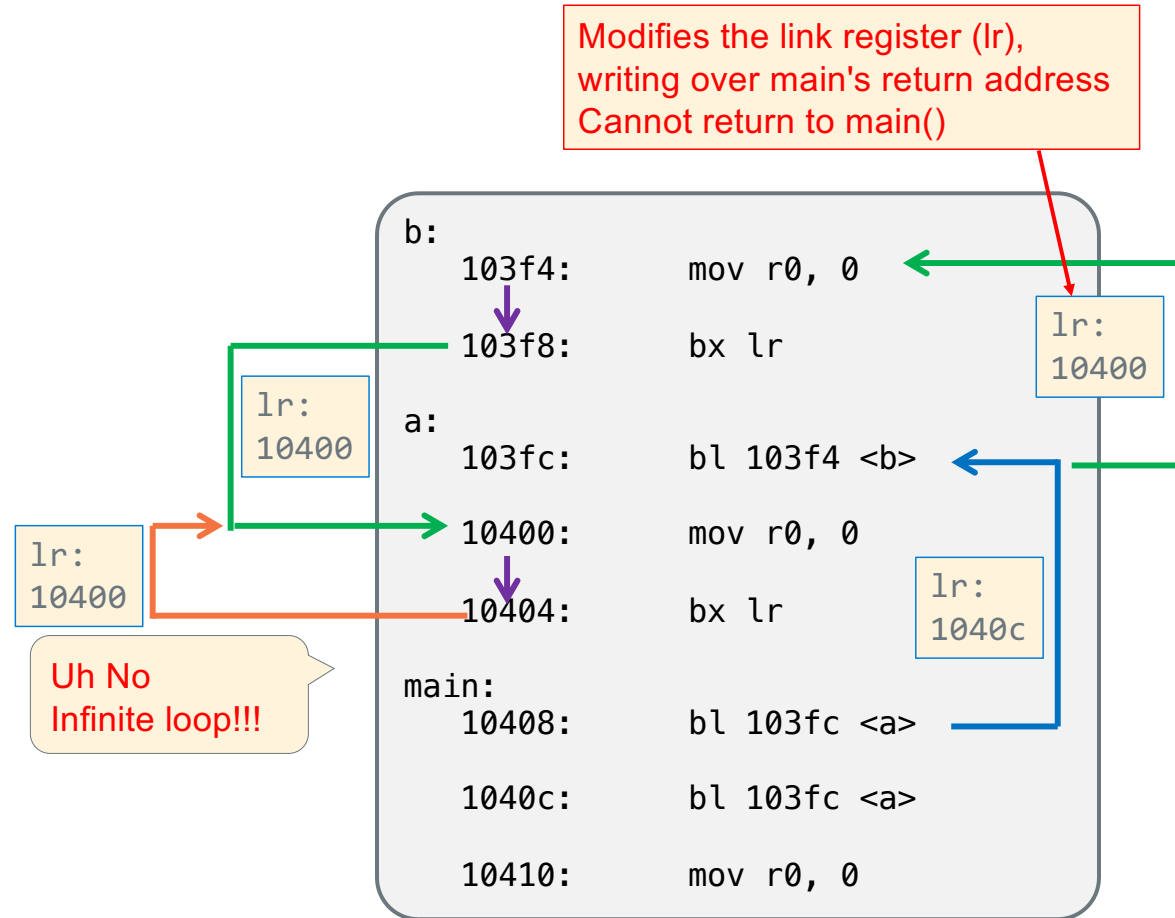 Modifies the link register (lr),
writing over main's return address
Cannot return to main()
b:
103f4: mov r0, 0
103f8: bx lr
lr:
10400
lr:
10400
a:
103fc: bl 103f4 <b>
10400: mov r0, 0
lr:
10400
10404: bx lr
lr:
1040c
Uh No
Infinite loop!!!
main:
10408: bl 103fc <a>
1040c: bl 103fc <a>
10410: mov r0, 0